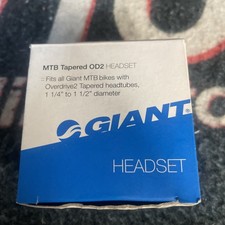 MTB Tapered OD2 HEADSET
Fits all Giant MTB bikes with
Overdrive2 Tapered headtubes,
1 1/4" to 1 1/2" diameter
GIANT
HEADSET